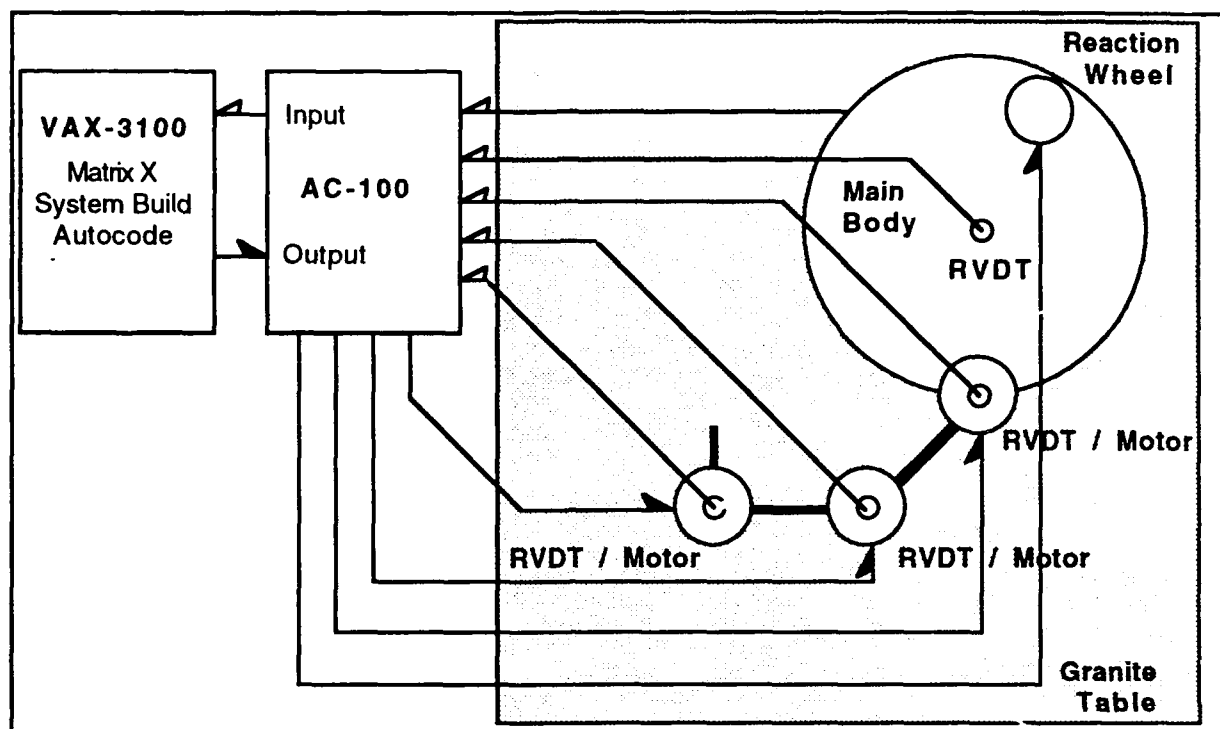 VAX-3100
Matrix X
System Build
Autocode
Input
AC-100
Output
Reaction
Wheel
Main
Body
RVDT
RVDT / Motor
RVDT / Motor
RVDT / Motor
Granite
Table